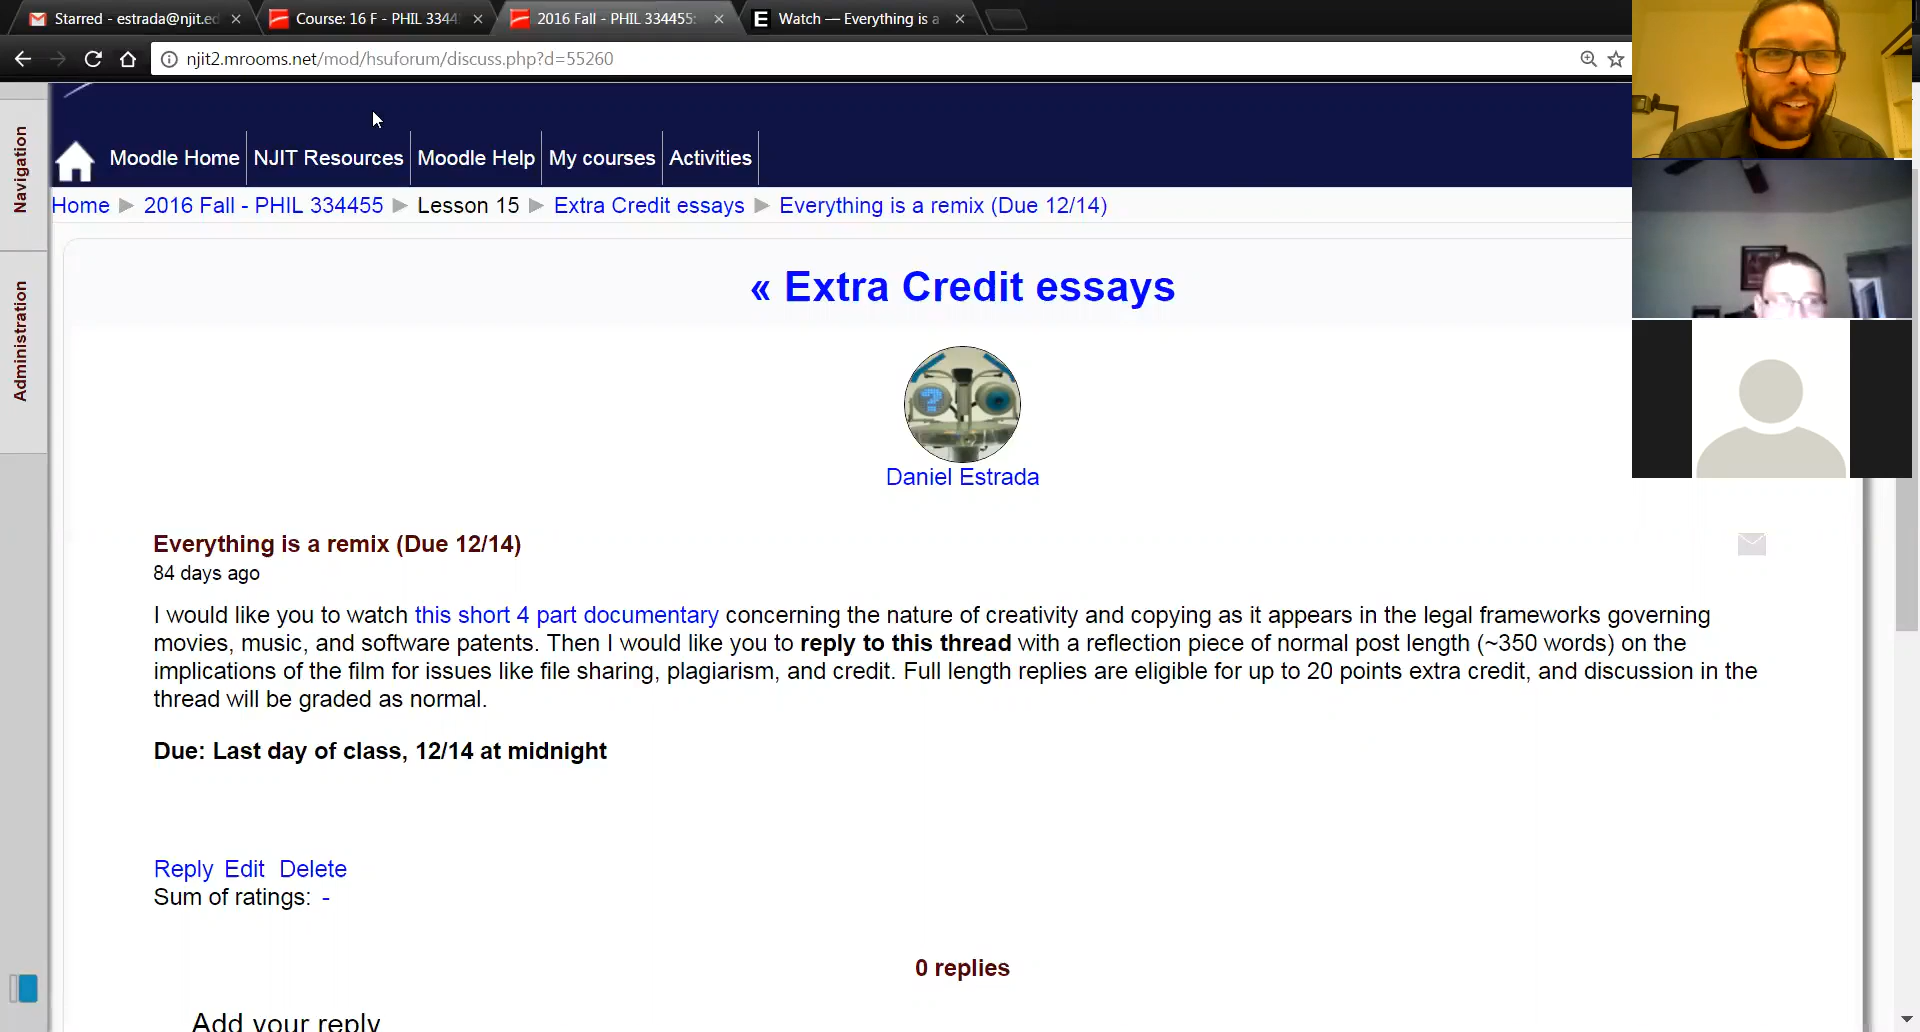 Starred - estrada@njit.ed
Course: 16 F - PHIL 3344
2016 Fall - PHIL 334455:
E Watch — Everything is a
njit2.mrooms.net/mod/hsuforum/discuss.php?d=55260
Navigation
Administration
Moodle Home NJIT Resources Moodle Help My courses Activities
Home ▶ 2016 Fall - PHIL 334455 ▶ Lesson 15 ▶ Extra Credit essays ▶ Everything is a remix (Due 12/14)
« Extra Credit essays
?
Daniel Estrada
Everything is a remix (Due 12/14)
84 days ago
I would like you to watch this short 4 part documentary concerning the nature of creativity and copying as it appears in the legal frameworks governing
movies, music, and software patents. Then I would like you to reply to this thread with a reflection piece of normal post length (~350 words) on the
implications of the film for issues like file sharing, plagiarism, and credit. Full length replies are eligible for up to 20 points extra credit, and discussion in the
thread will be graded as normal.
Due: Last day of class, 12/14 at midnight
Reply Edit Delete
Sum of ratings: -
0 replies
Add your reply